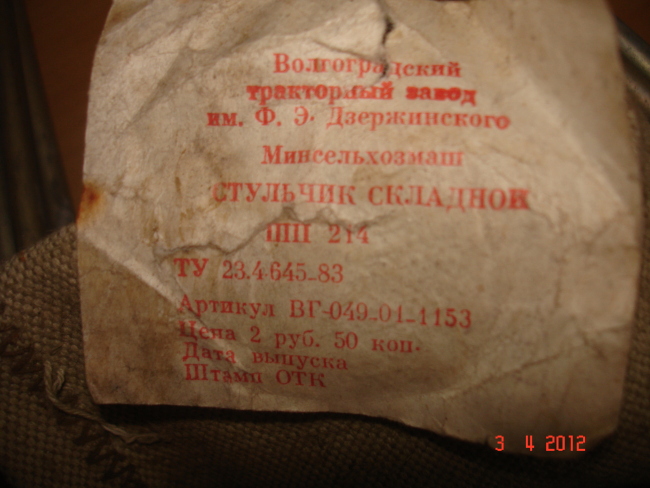 Волгоградский
тракторный завод
им. Ф. Э. Дзержинского
Минсельхозмаш
СТУЛЬЧИК СКЛАДНОЙ
ШП 214
ТУ 23.4.645-83
Артикул ВГ-049-01-1153
Цена 2 руб. 50 коп.
Дата выпуска
Штамп ОТК
3 4 2012